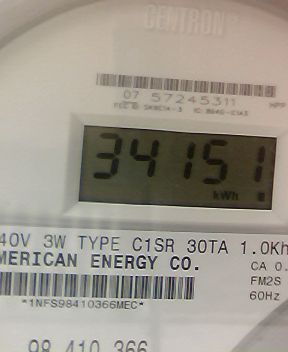 CENTRON®
07 57245311
34151
kWh
40V 3W TYPE C1SR 30TA 1.0Kh
MERICAN ENERGY CO.
CA 0.
FM2S
60Hz
*1NFS98410366MEC*
98 410 366